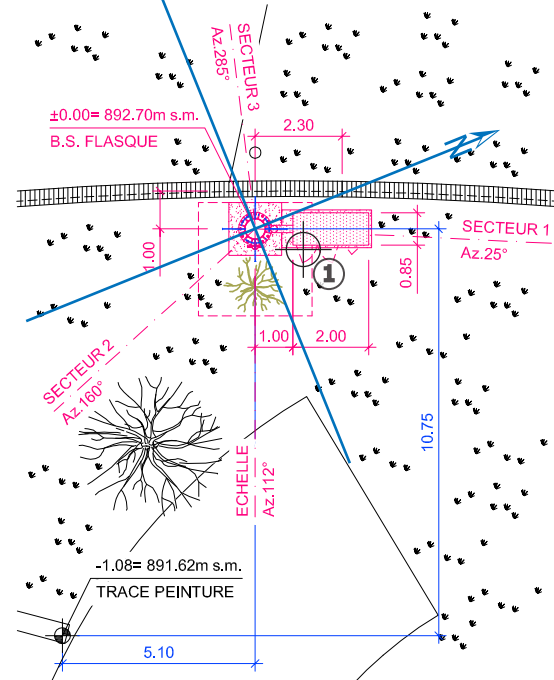 SECTEUR 3
Az.285°
±0.00= 892.70m s.m.
B.S. FLASQUE
2.30
N
SECTEUR 1
Az.25°
1.00
0.85
1
1.00
2.00
SECTEUR 2
Az.160°
10.75
ECHELLE
Az.112°
-1.08= 891.62m s.m.
TRACE PEINTURE
5.10